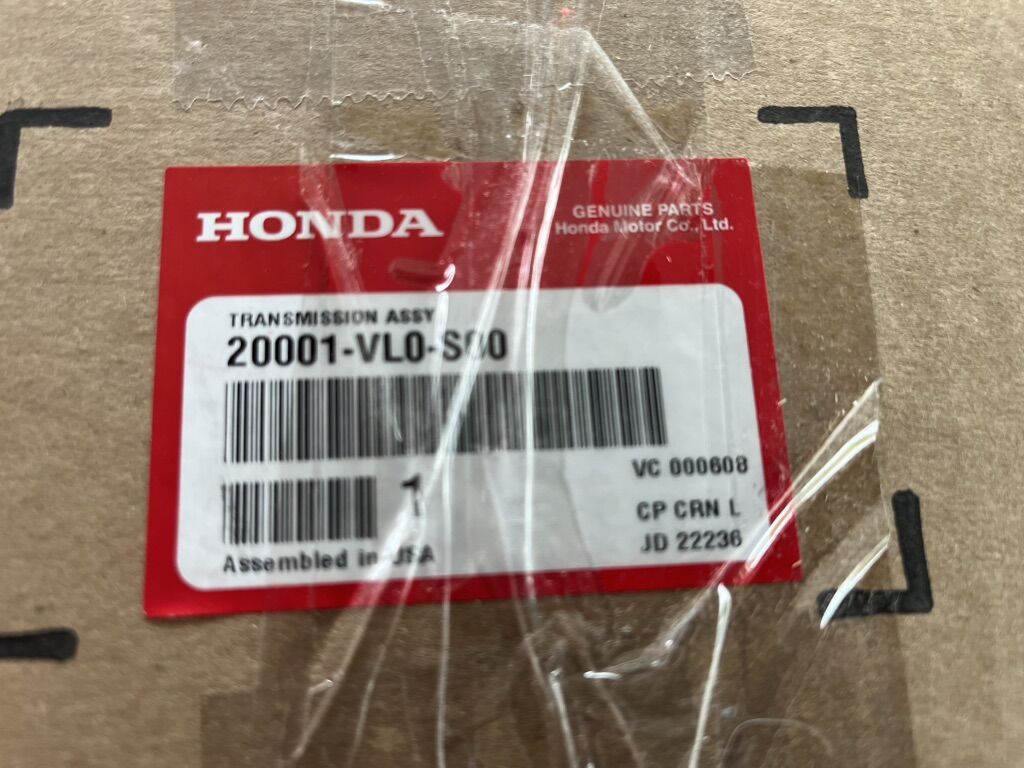 HONDA
GENUINE PARTS
Honda Motor Co., Ltd.
TRANSMISSION ASSY
20001-VL0-S00
VC 000608
1
CP CRN L
JD 22236
Assembled in USA